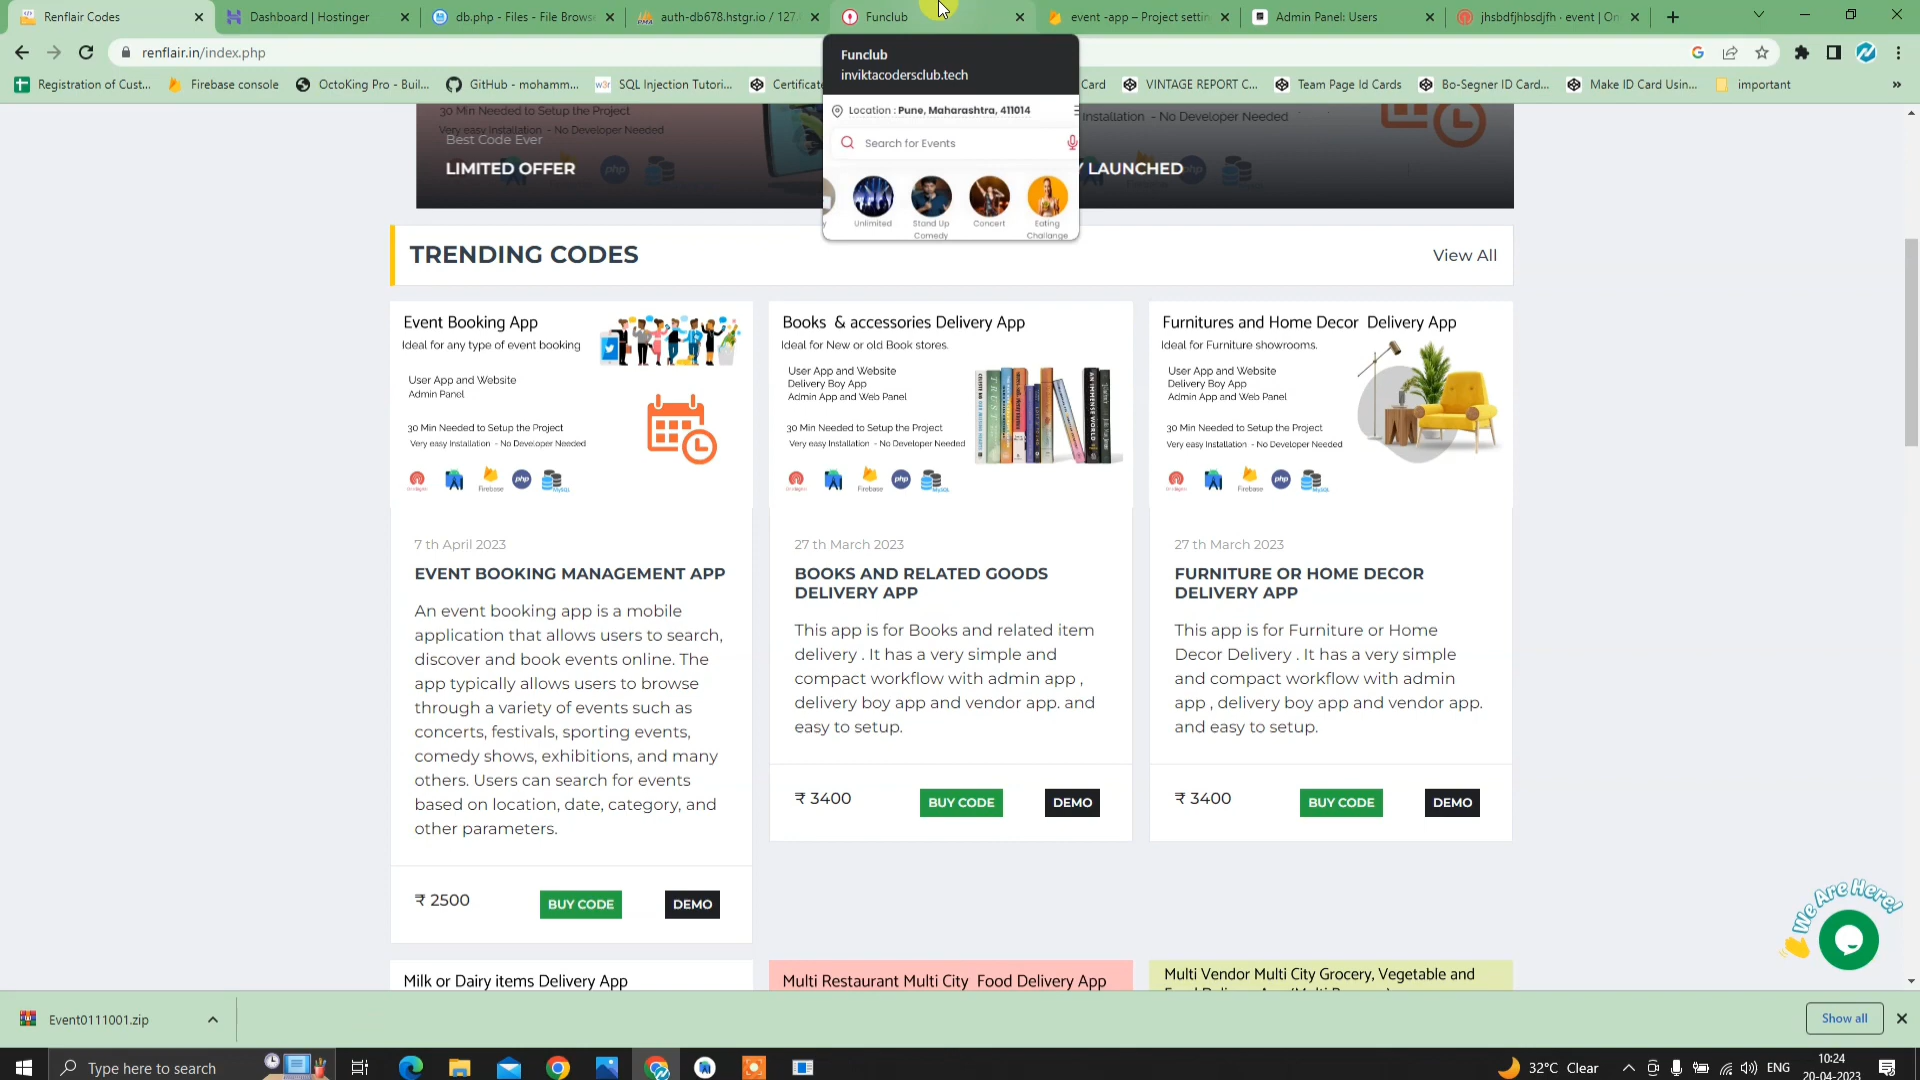 Renflair Codes
Dashboard | Hostinger
db.php - Files - File Brows
auth-db678.hstgr.io / 127.
Funclub
event -app – Project settin
Admin Panel: Users
jhsbdfjhbsdjfh · event | On
renflair.in/index.php
Registration of Cust...
Firebase console
OctoKing Pro - Buil...
GitHub - mohamm...
SQL Injection Tutori...
Certificate
Card
VINTAGE REPORT C...
Team Page Id Cards
Bo-Segner ID Card...
Make ID Card Usin...
important
Funclub
inviktacodersclub.tech
Location : Pune, Maharashtra, 411014
Search for Events
Unlimited
Stand Up Comedy
Concert
Eating Challange
30 Min Needed to Setup the Project
Very easy Installation - No Developer Needed
Best Code Ever
LIMITED OFFER
nstallation - No Developer Needed
LAUNCHED
TRENDING CODES
View All
Event Booking App
Ideal for any type of event booking
User App and Website
Admin Panel
30 Min Needed to Setup the Project
Very easy Installation - No Developer Needed
Firebase
php
MySQL
7 th April 2023
EVENT BOOKING MANAGEMENT APP
An event booking app is a mobile
application that allows users to search,
discover and book events online. The
app typically allows users to browse
through a variety of events such as
concerts, festivals, sporting events,
comedy shows, exhibitions, and many
others. Users can search for events
based on location, date, category, and
other parameters.
₹ 2500
BUY CODE
DEMO
Books & accessories Delivery App
Ideal for New or old Book stores.
User App and Website
Delivery Boy App
Admin App and Web Panel
30 Min Needed to Setup the Project
Very easy Installation - No Developer Needed
Firebase
php
MySQL
27 th March 2023
BOOKS AND RELATED GOODS
DELIVERY APP
This app is for Books and related item
delivery . It has a very simple and
compact workflow with admin app ,
delivery boy app and vendor app. and
easy to setup.
₹ 3400
BUY CODE
DEMO
Furnitures and Home Decor Delivery App
Ideal for Furniture showrooms.
User App and Website
Delivery Boy App
Admin App and Web Panel
30 Min Needed to Setup the Project
Very easy Installation - No Developer Needed
Firebase
php
MySQL
27 th March 2023
FURNITURE OR HOME DECOR
DELIVERY APP
This app is for Furniture or Home
Decor Delivery . It has a very simple
and compact workflow with admin
app , delivery boy app and vendor app.
and easy to setup.
₹ 3400
BUY CODE
DEMO
We Are Here!
Milk or Dairy items Delivery App
Multi Restaurant Multi City Food Delivery App
Multi Vendor Multi City Grocery, Vegetable and
Event0111001.zip
Show all
Type here to search
32°C Clear
ENG
10:24
20-04-2023